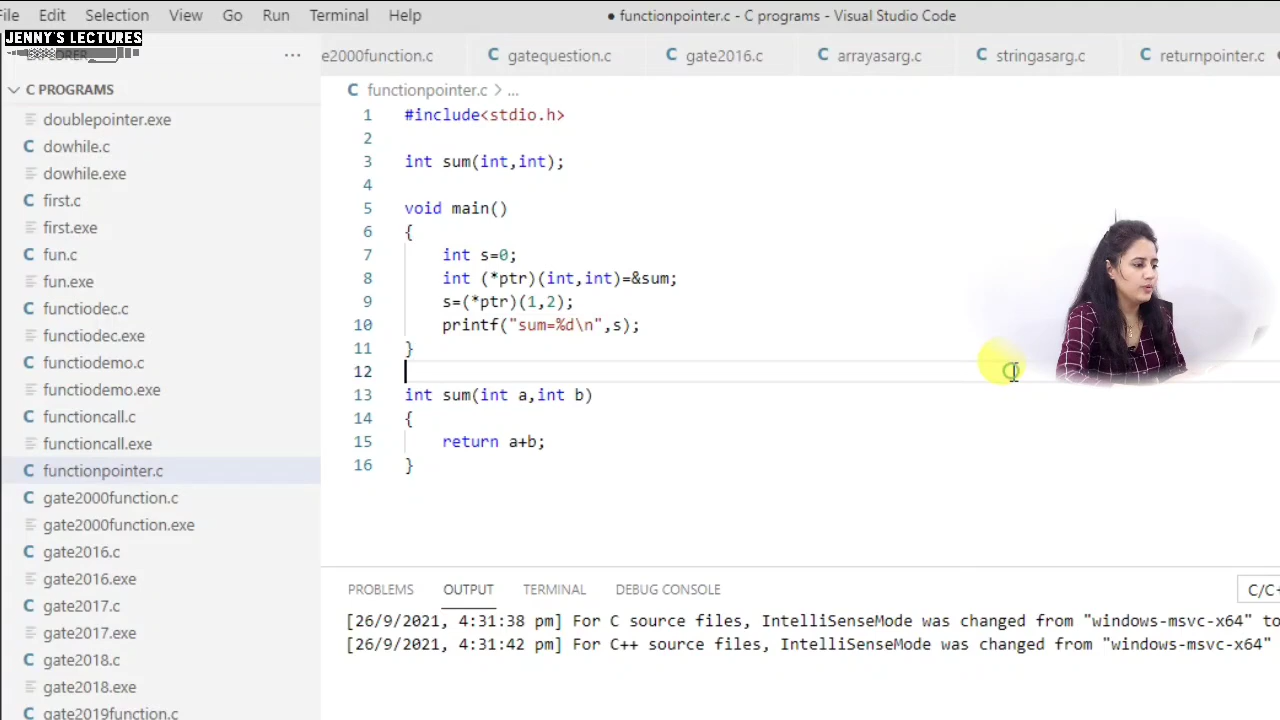 File Edit Selection View Go Run Terminal Help
● functionpointer.c - C programs - Visual Studio Code
JENNY'S LECTURES
EXPLORER ...
e2000function.c gatequestion.c gate2016.c arrayasarg.c stringasarg.c returnpointer.c
C PROGRAMS
doublepointer.exe
dowhile.c
dowhile.exe
first.c
first.exe
fun.c
fun.exe
functiodec.c
functiodec.exe
functiodemo.c
functiodemo.exe
functioncall.c
functioncall.exe
functionpointer.c
gate2000function.c
gate2000function.exe
gate2016.c
gate2016.exe
gate2017.c
gate2017.exe
gate2018.c
gate2018.exe
gate2019function.c
functionpointer.c > ...
1 #include<stdio.h>
2
3 int sum(int,int);
4
5 void main()
6 {
7 int s=0;
8 int (*ptr)(int,int)=&sum;
9 s=(*ptr)(1,2);
10 printf("sum=%d\n",s);
11 }
12
13 int sum(int a,int b)
14 {
15 return a+b;
16 }
PROBLEMS OUTPUT TERMINAL DEBUG CONSOLE C/C+
[26/9/2021, 4:31:38 pm] For C source files, IntelliSenseMode was changed from "windows-msvc-x64" to
[26/9/2021, 4:31:42 pm] For C++ source files, IntelliSenseMode was changed from "windows-msvc-x64"